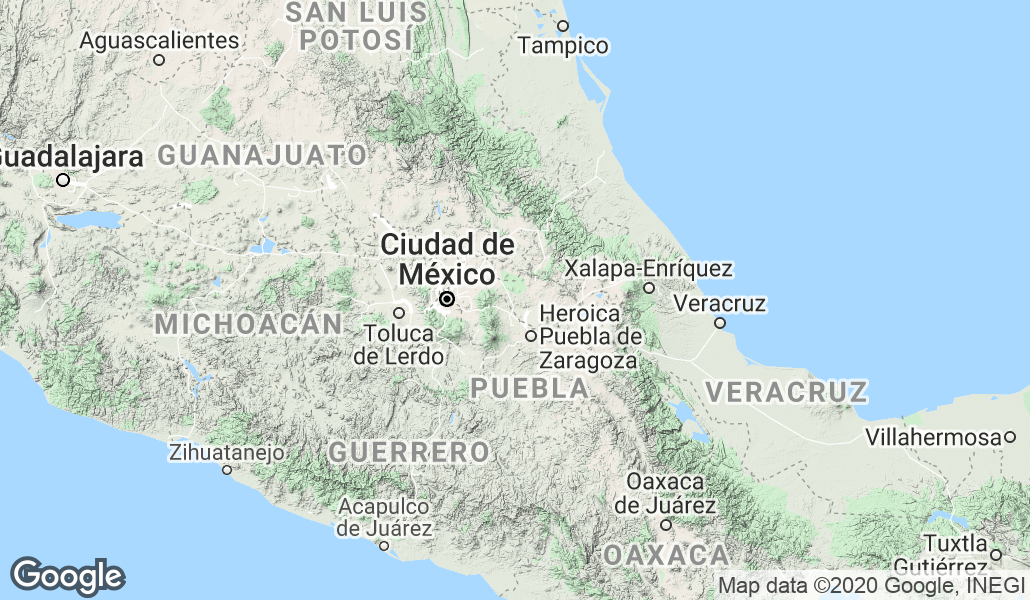 SAN LUIS
POTOSÍ
Aguascalientes
Tampico
Guadalajara
GUANAJUATO
Ciudad de
México
Xalapa-Enríquez
Veracruz
MICHOACÁN
Toluca
de Lerdo
Heroica
Puebla de
Zaragoza
PUEBLA
VERACRUZ
Villahermosa
Zihuatanejo
GUERRERO
Oaxaca
de Juárez
Acapulco
de Juárez
OAXACA
Tuxtla
Gutiérrez
Google
Map data ©2020 Google, INEGI